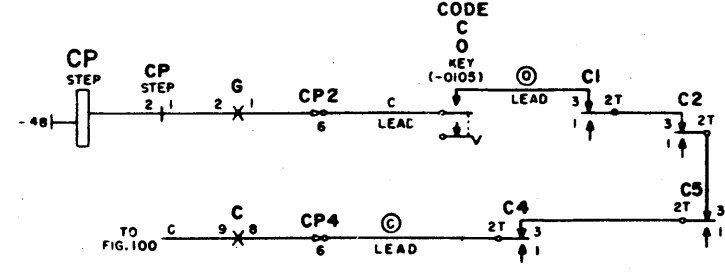 CODE
C
O
KEY
(-0105)
CP
STEP
CP
STEP
2 1
G
2 1
CP2
6
C
LEAD
O
LEAD
C1
3
1
2T
C2
3
1
2T
-48
V
C5
2T
3
1
C4
2T
3
1
TO
FIG. 100
C
C
9 8
CP4
6
C
LEAD